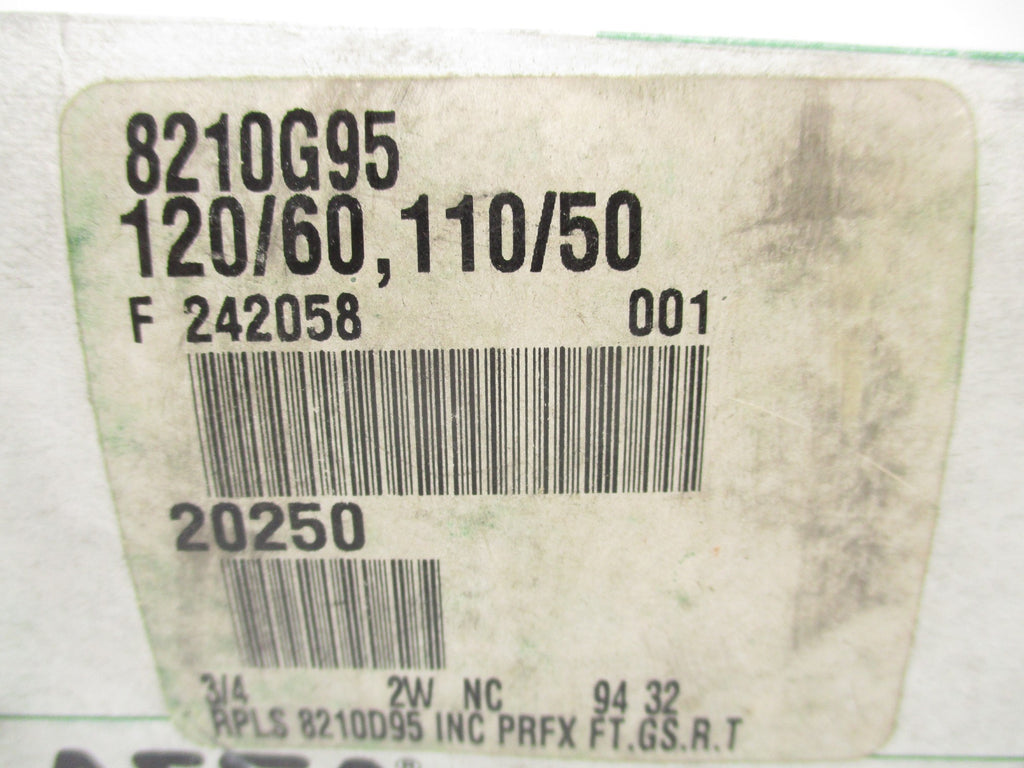 8210G95
120/60,110/50
F 242058 001
20250
3/4 2W NC 94 32
RPLS 8210D95 INC PRFX FT.GS.R.T